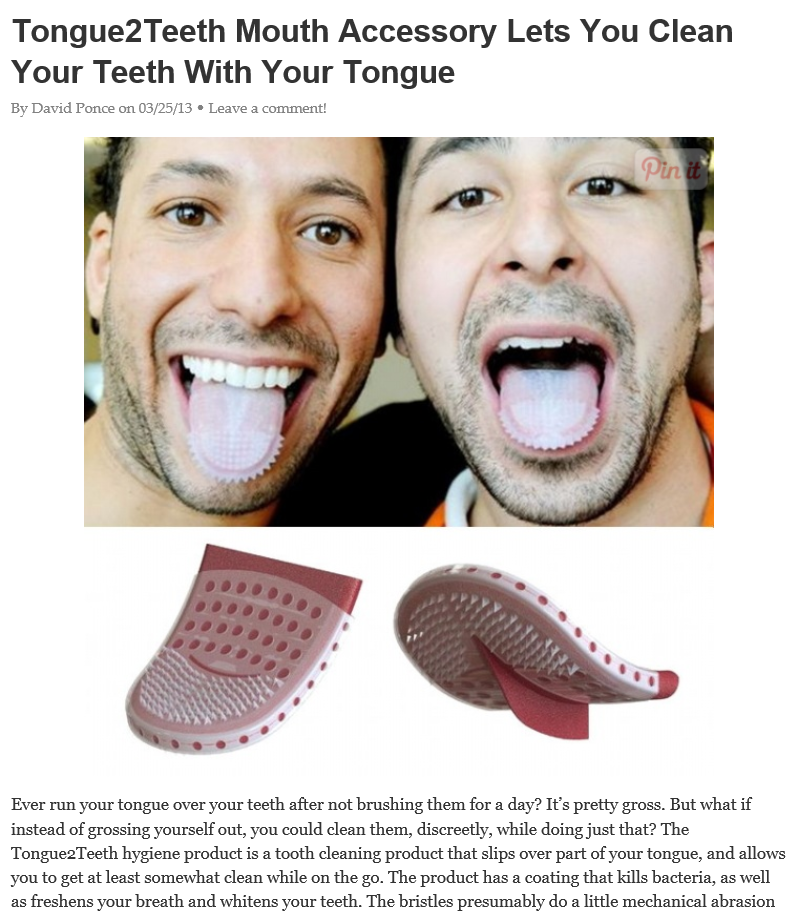 Tongue2Teeth Mouth Accessory Lets You Clean
Your Teeth With Your Tongue
By David Ponce on 03/25/13 • Leave a comment!
Pin it
Ever run your tongue over your teeth after not brushing them for a day? It’s pretty gross. But what if
instead of grossing yourself out, you could clean them, discreetly, while doing just that? The
Tongue2Teeth hygiene product is a tooth cleaning product that slips over part of your tongue, and allows
you to get at least somewhat clean while on the go. The product has a coating that kills bacteria, as well
as freshens your breath and whitens your teeth. The bristles presumably do a little mechanical abrasion